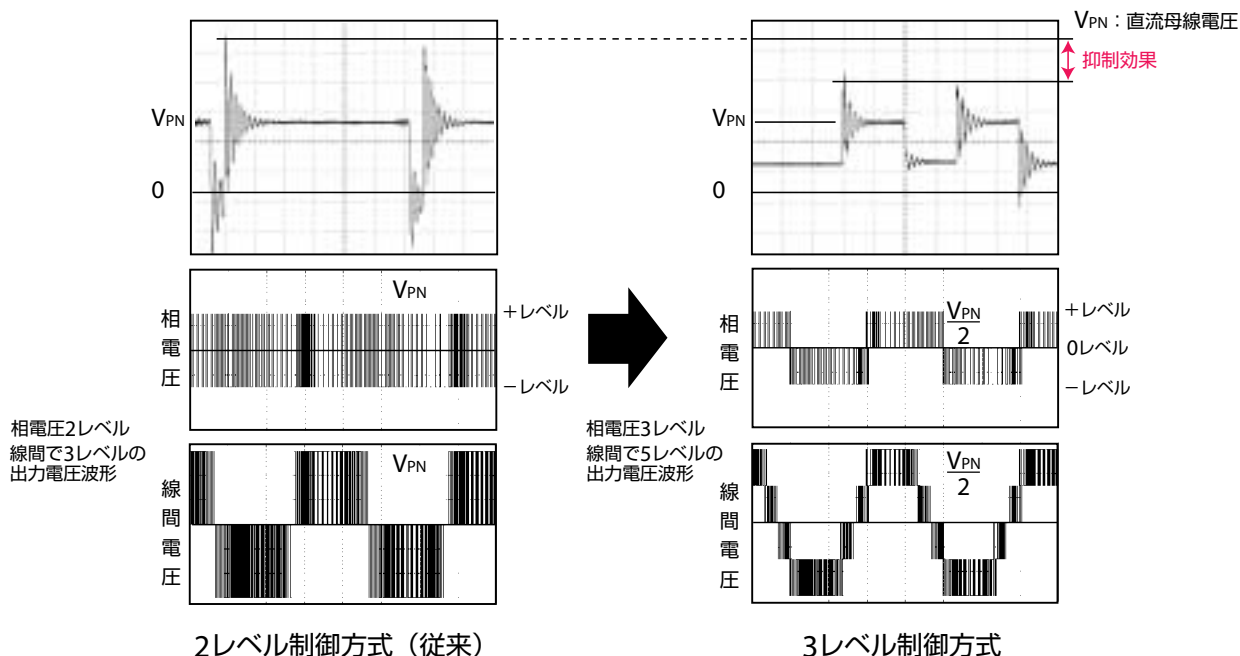 VPN:直流母線電圧
抑制効果
VPN
0
VPN
0
相電圧
VPN
+レベル
-レベル
相電圧2レベル
線間で3レベルの
出力電圧波形
線間電圧
VPN
2レベル制御方式(従来)
相電圧
VPN
2
+レベル
0レベル
-レベル
相電圧3レベル
線間で5レベルの
出力電圧波形
線間電圧
VPN
2
3レベル制御方式